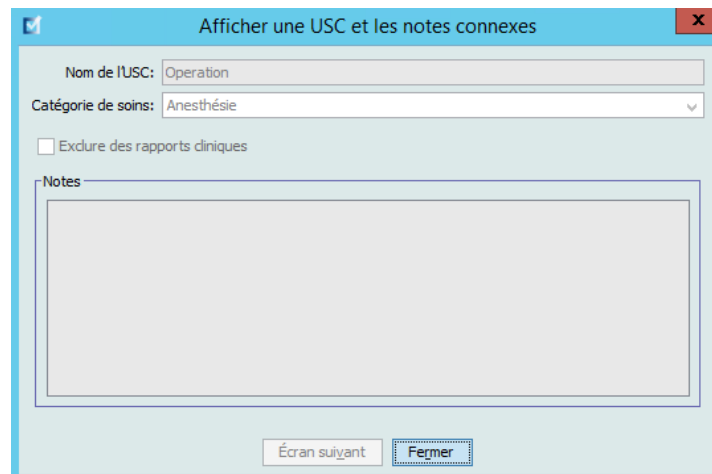 Afficher une USC et les notes connexes
x
Nom de l'USC: Operation
Catégorie de soins: Anesthésie
Exclure des rapports cliniques
Notes
Écran suivant Fermer